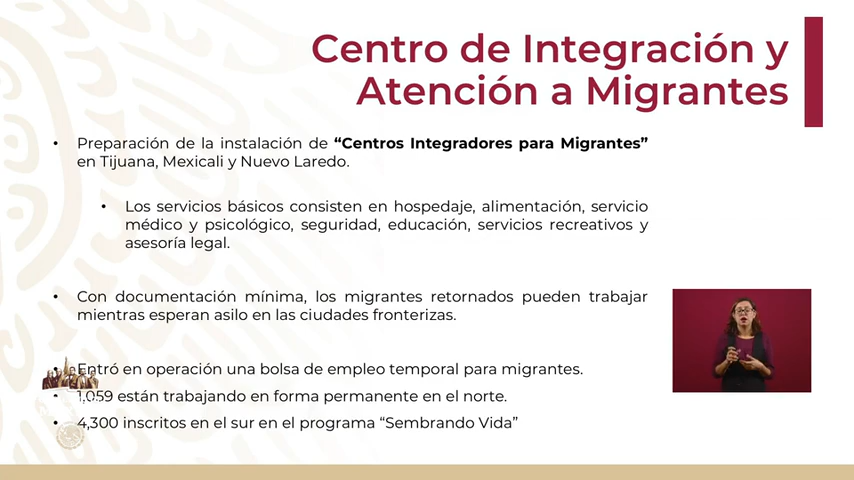 Centro de Integración y
Atención a Migrantes
• Preparación de la instalación de “Centros Integradores para Migrantes”
en Tijuana, Mexicali y Nuevo Laredo.
• Los servicios básicos consisten en hospedaje, alimentación, servicio
médico y psicológico, seguridad, educación, servicios recreativos y
asesoría legal.
• Con documentación mínima, los migrantes retornados pueden trabajar
mientras esperan asilo en las ciudades fronterizas.
• Entró en operación una bolsa de empleo temporal para migrantes.
• 1,059 están trabajando en forma permanente en el norte.
• 4,300 inscritos en el sur en el programa “Sembrando Vida”